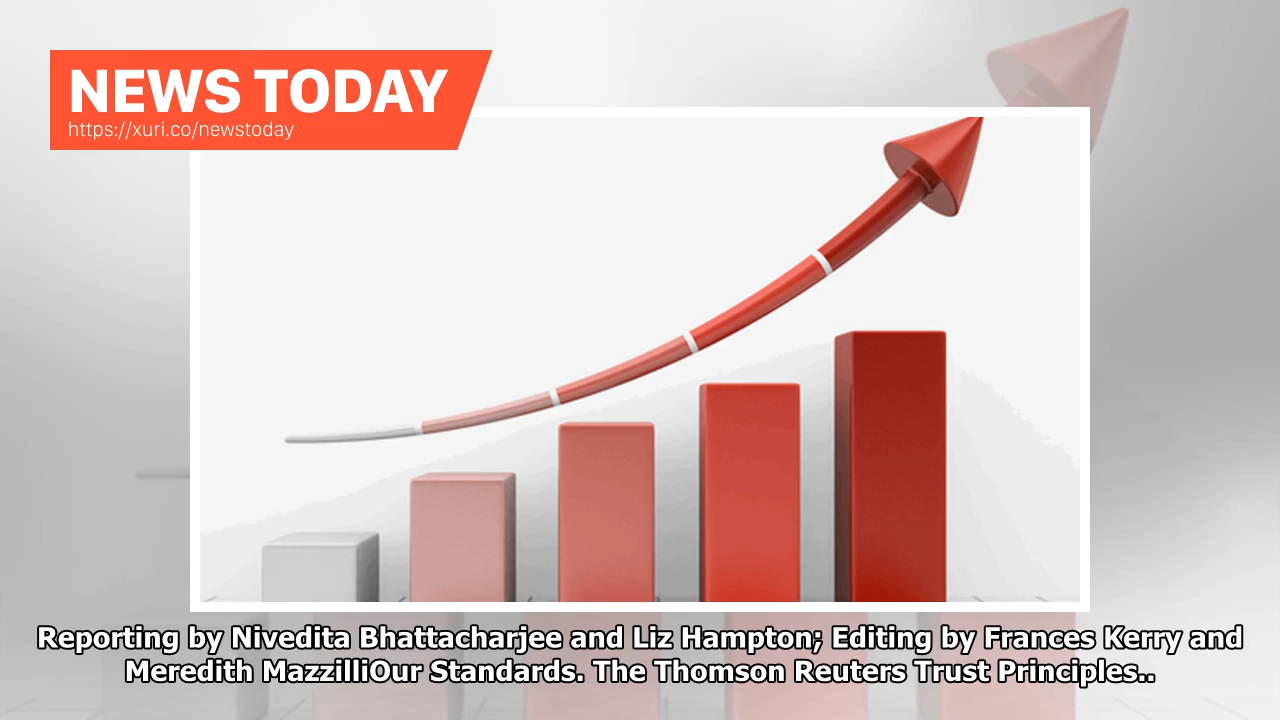 NEWS TODAY
https://xuri.co/newstoday
Reporting by Nivedita Bhattacharjee and Liz Hampton; Editing by Frances Kerry and
Meredith MazzilliOur Standards. The Thomson Reuters Trust Principles..